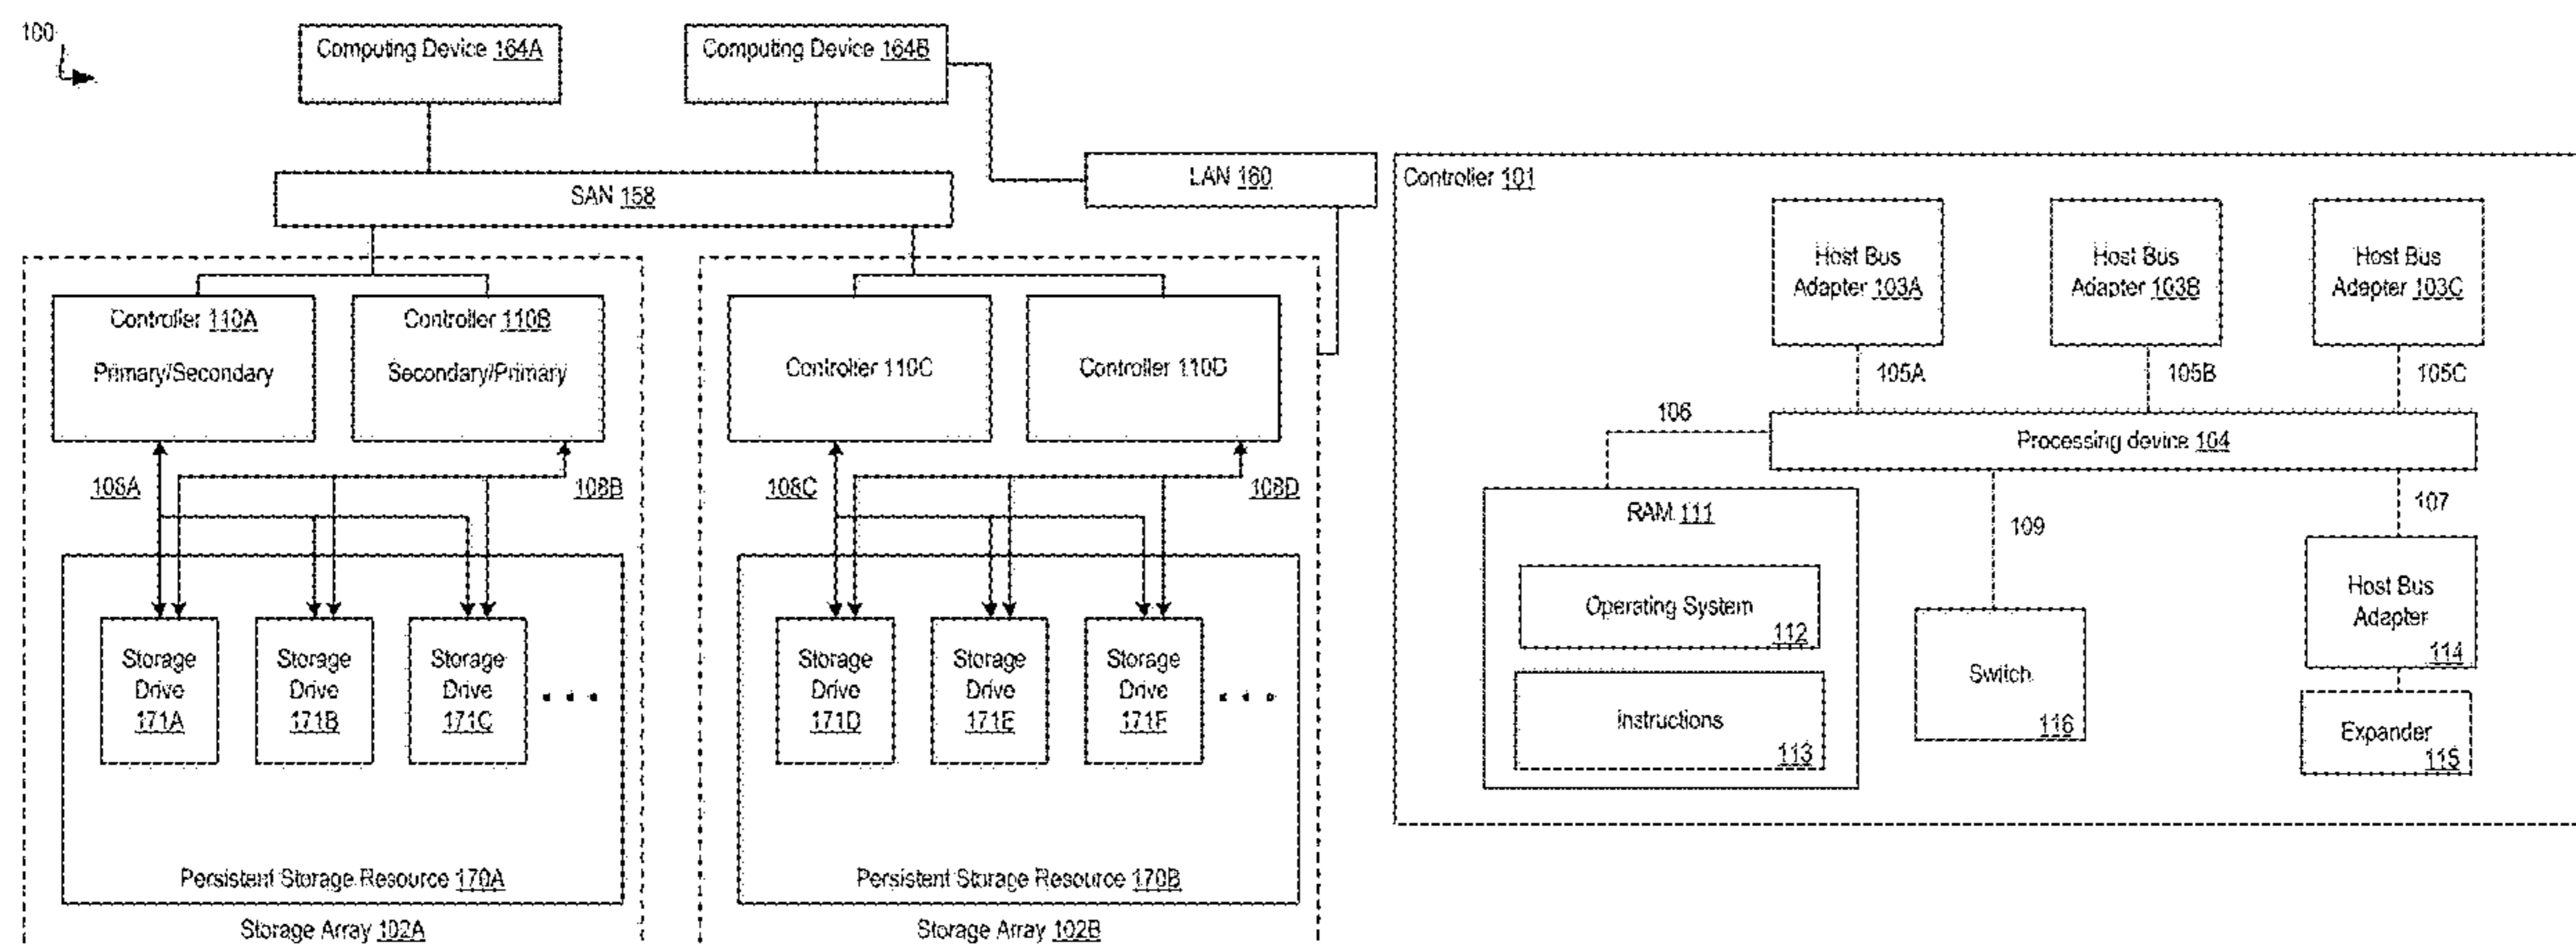 100
Computing Device 164A
Computing Device 164B
SAN 158
LAN 160
Controller 110A
Primary/Secondary
Controller 110B
Secondary/Primary
Controller 110C
Controller 110D
108A
108B
108C
108D
Storage
Drive
171A
Storage
Drive
171B
Storage
Drive
171C
...
Storage
Drive
171D
Storage
Drive
171E
Storage
Drive
171F
...
Persistent Storage Resource 170A
Persistent Storage Resource 170B
Storage Array 102A
Storage Array 102B
Controller 101
Host Bus
Adapter 103A
Host Bus
Adapter 103B
Host Bus
Adapter 103C
105A
105B
105C
106
Processing device 104
RAM 111
109
107
Operating System
112
Instructions
113
Switch
116
Host Bus
Adapter
114
Expander
115